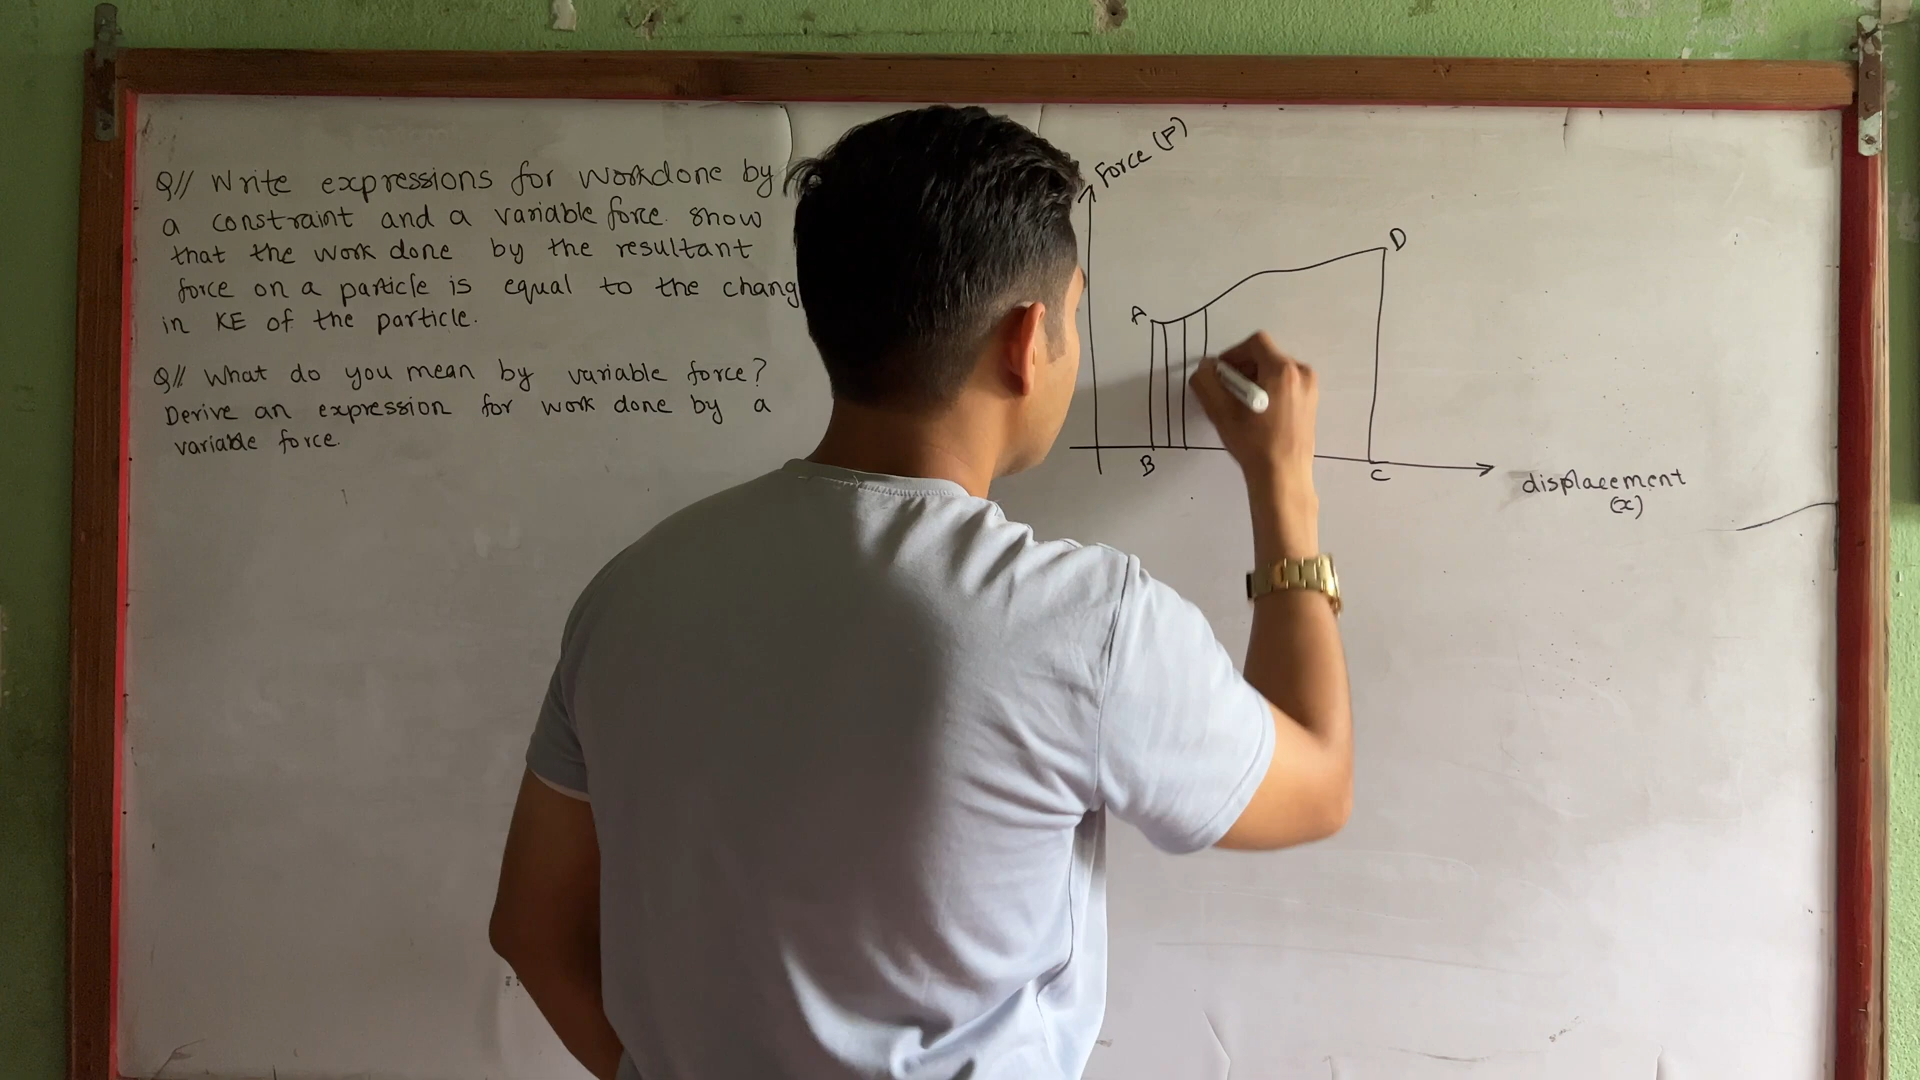 Q// Write expressions for workdone by
a constraint and a variable force. show
that the work done by the resultant
force on a particle is equal to the chang
in KE of the particle.
Q// What do you mean by variable force?
Derive an expression for work done by a
variable force.
Force (F)
D
A
B
C
displacement
(x)